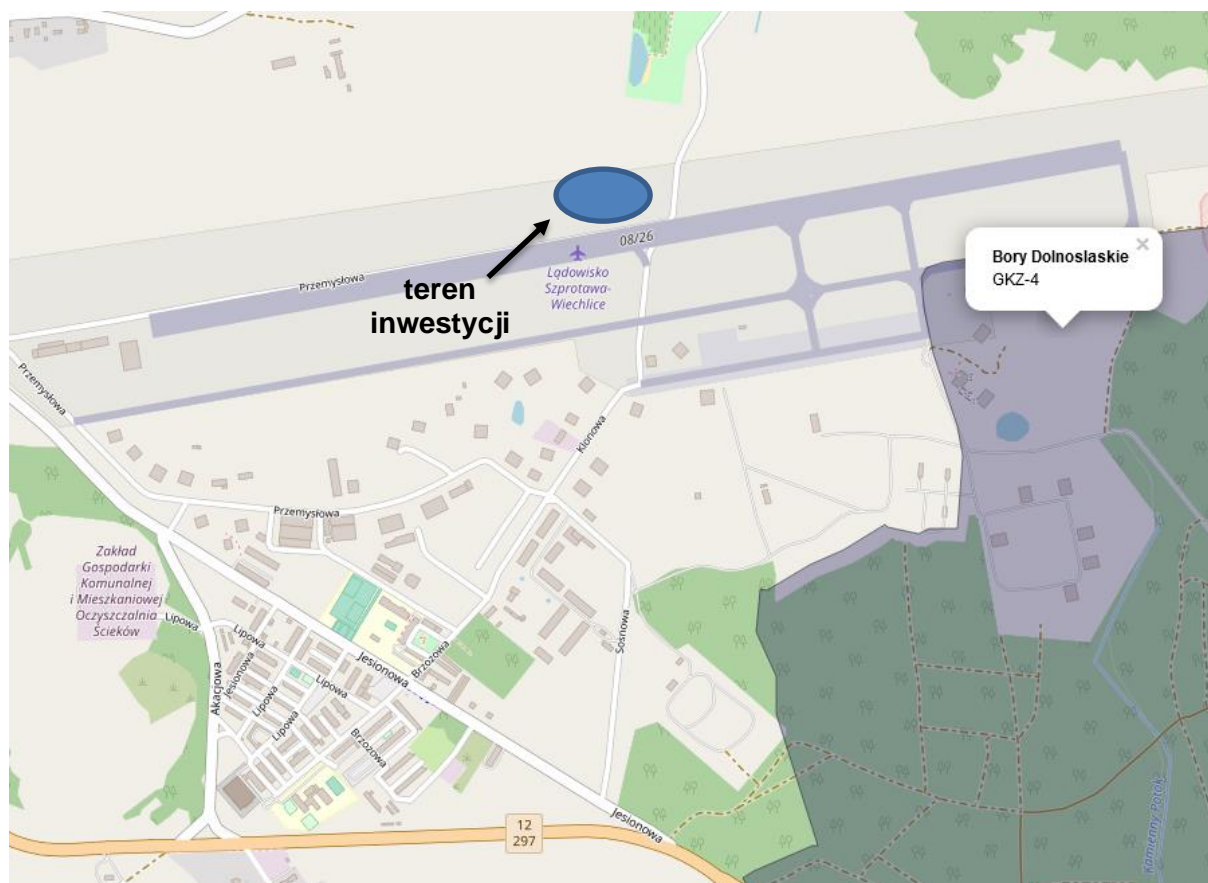 08/26
Przemysłowa
Lądowisko
Szprotawa-
Wiechlice
teren
inwestycji
Bory Dolnoslaskie
GKZ-4
×
Przemysłowa
Klonowa
Przemysłowa
Zakład
Gospodarki
Komunalnej
i Mieszkaniowej
Oczyszczalnia
Ścieków
Lipowa
Lipowa
Jesionowa
Lipowa
Lipowa
Lipowa
Akacjowa
Jesionowa
Brzozowa
Brzozowa
Sosnowa
Jesionowa
12
297
Kamienny Potok